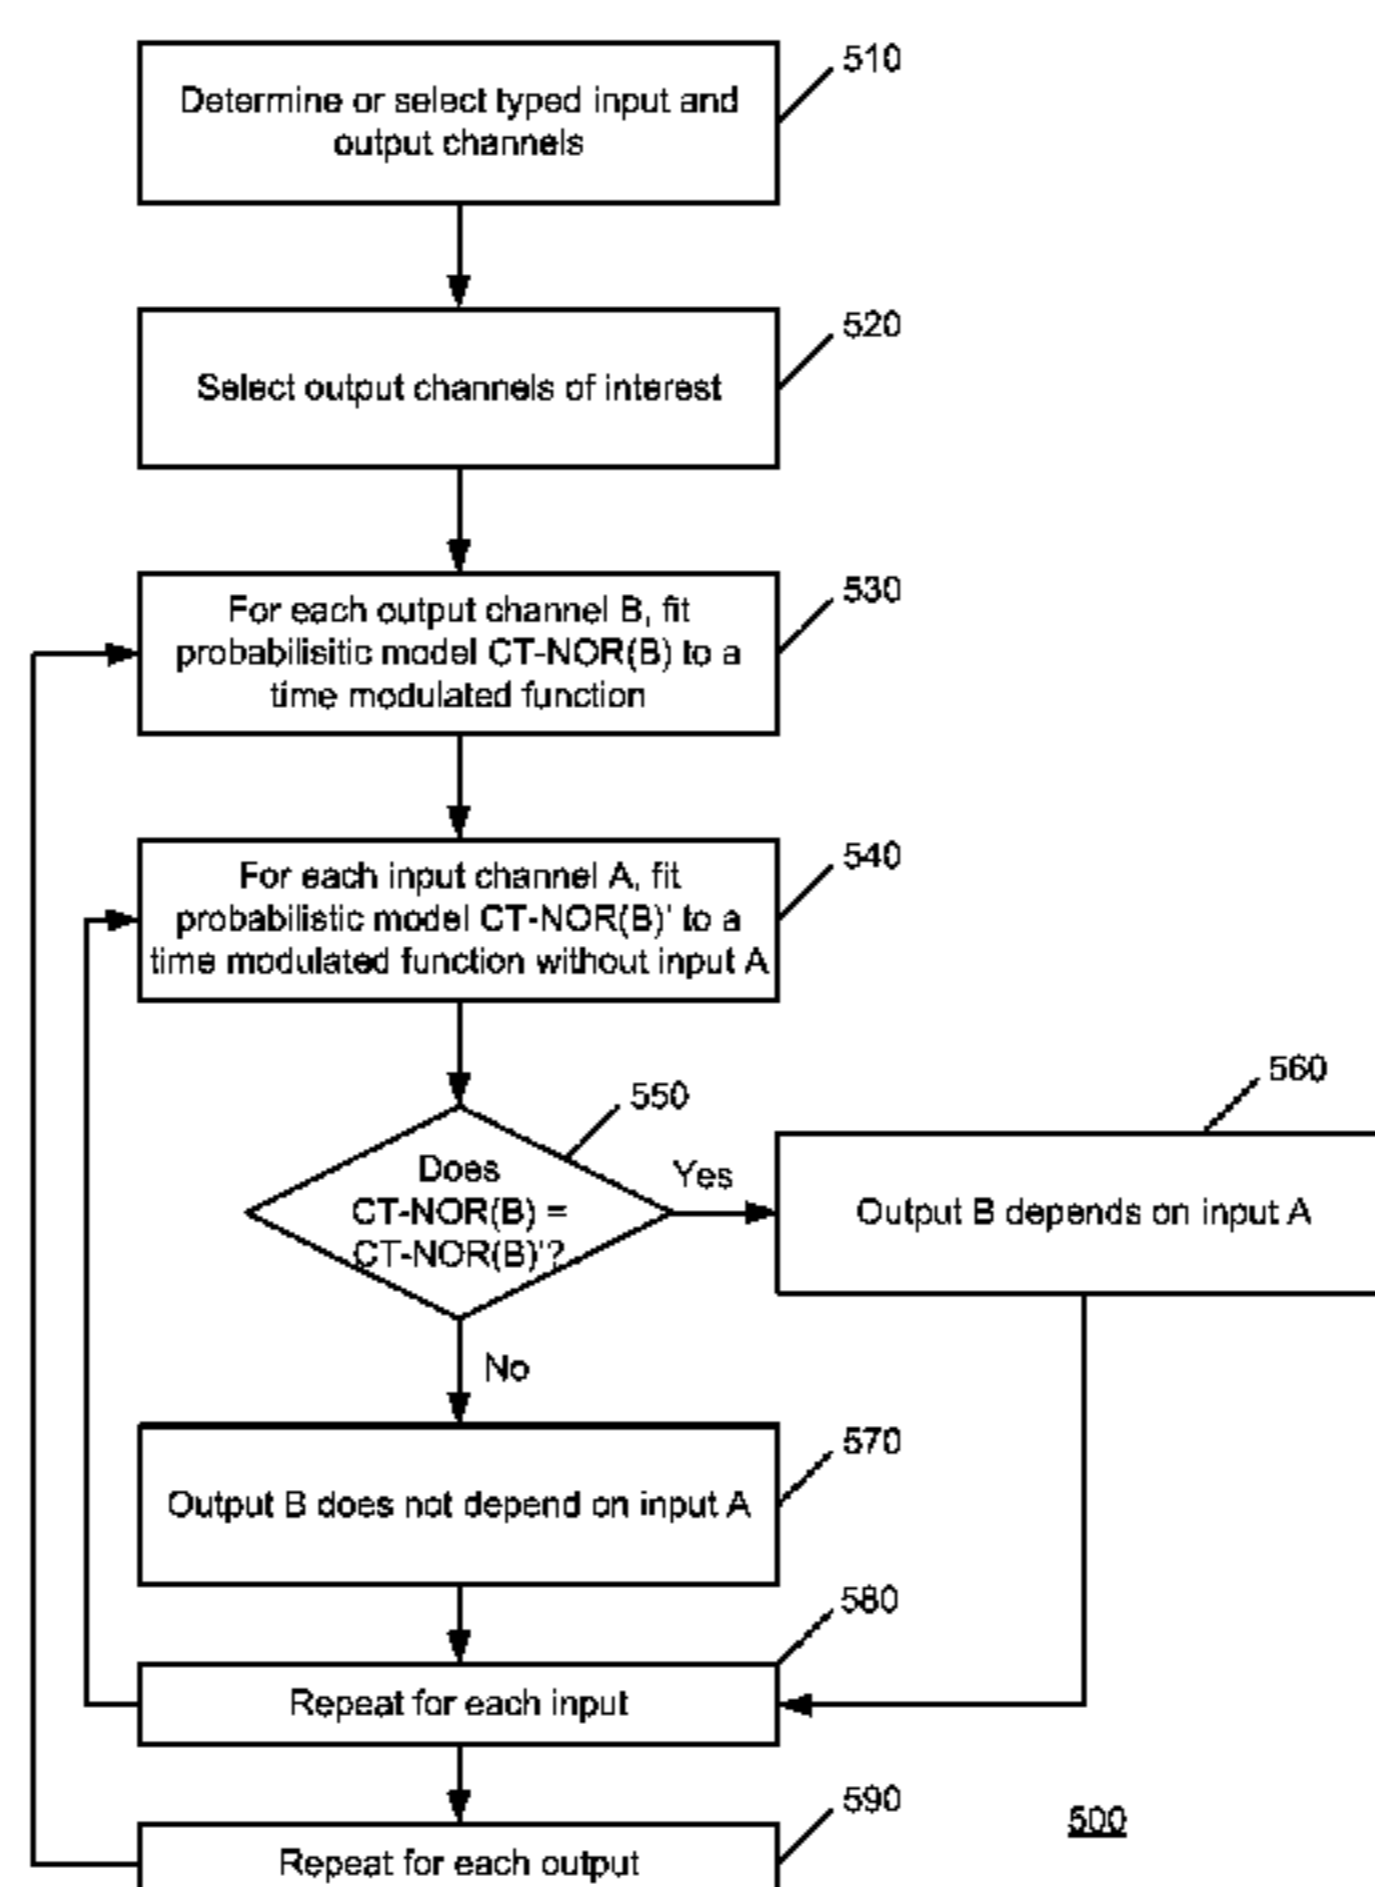 510
Determine or select typed input and
output channels
520
Select output channels of interest
530
For each output channel B, fit
probabilisitic model CT-NOR(B) to a
time modulated function
540
For each input channel A, fit
probabilistic model CT-NOR(B)' to a
time modulated function without input A
550
560
Does
CT-NOR(B) =
CT-NOR(B)'?
Yes
Output B depends on input A
No
570
Output B does not depend on input A
580
Repeat for each input
590
500
Repeat for each output